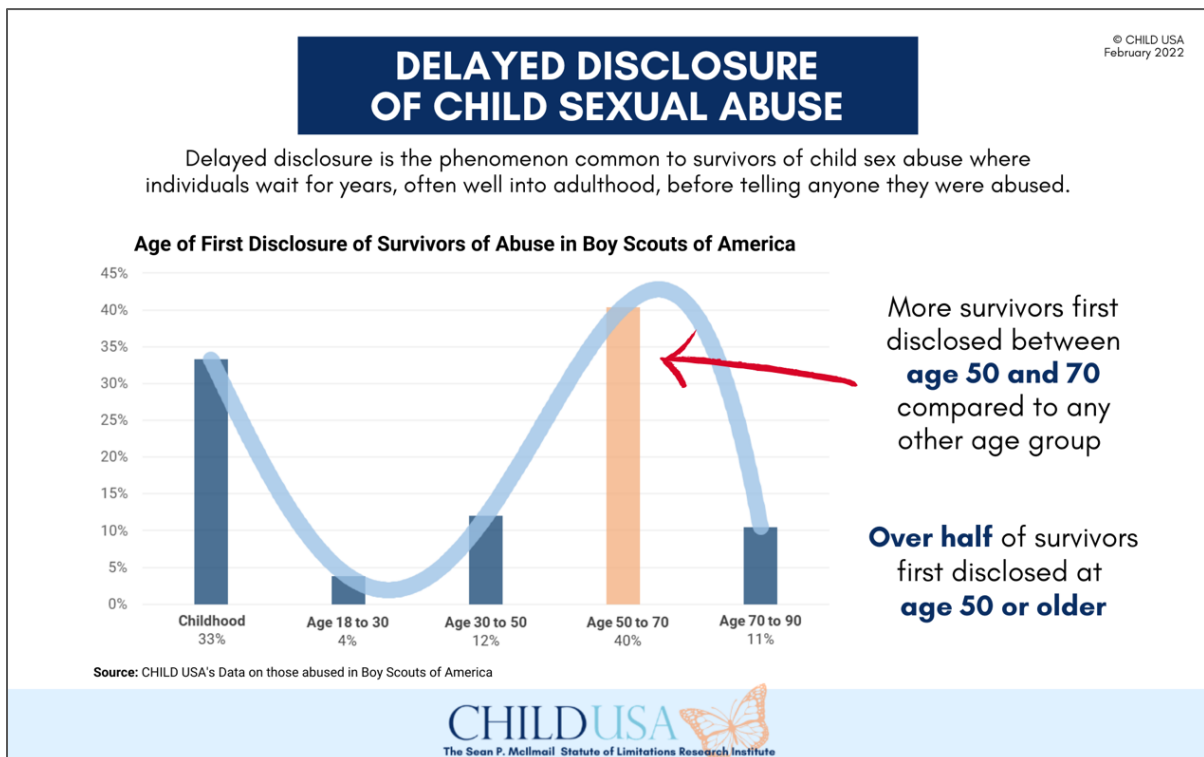 © CHILD USA
February 2022
DELAYED DISCLOSURE
OF CHILD SEXUAL ABUSE
Delayed disclosure is the phenomenon common to survivors of child sex abuse where
individuals wait for years, often well into adulthood, before telling anyone they were abused.
Age of First Disclosure of Survivors of Abuse in Boy Scouts of America
45%
40%
35%
30%
25%
20%
15%
10%
5%
0%
Childhood
33%
Age 18 to 30
4%
Age 30 to 50
12%
Age 50 to 70
40%
Age 70 to 90
11%
More survivors first
disclosed between
age 50 and 70
compared to any
other age group
Over half of survivors
first disclosed at
age 50 or older
Source: CHILD USA's Data on those abused in Boy Scouts of America
CHILD USA
The Sean P. McIlmail Statute of Limitations Research Institute